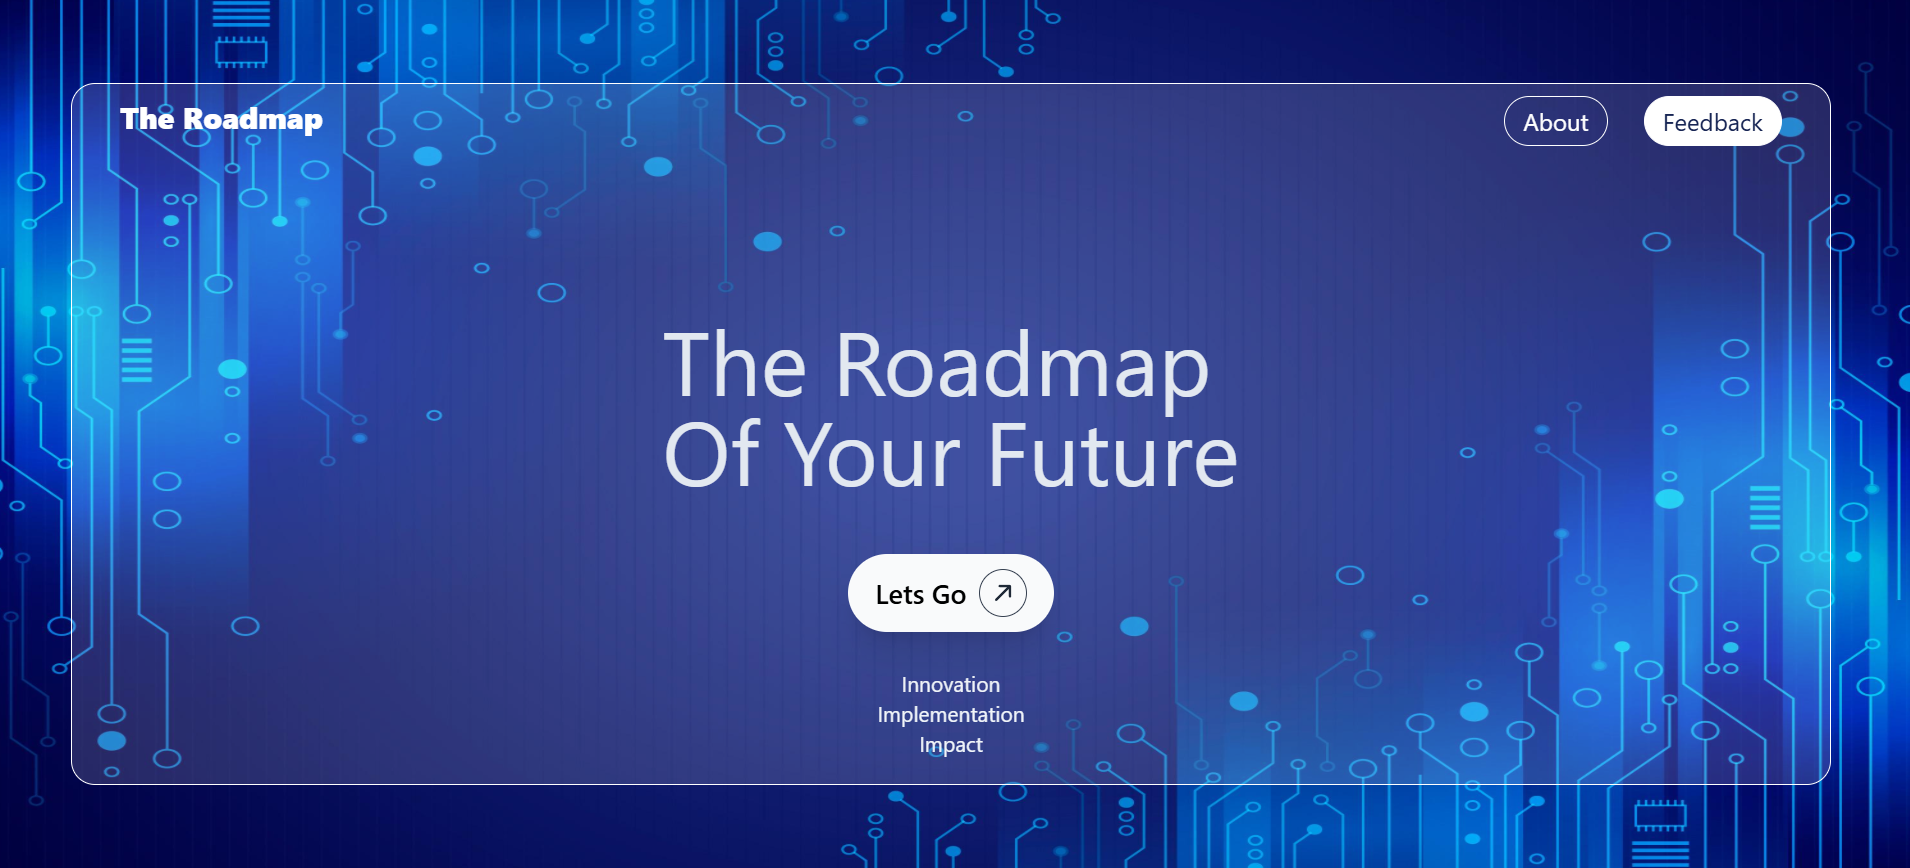 The Roadmap
About
Feedback
The Roadmap
Of Your Future
Lets Go
Innovation
Implementation
Impact